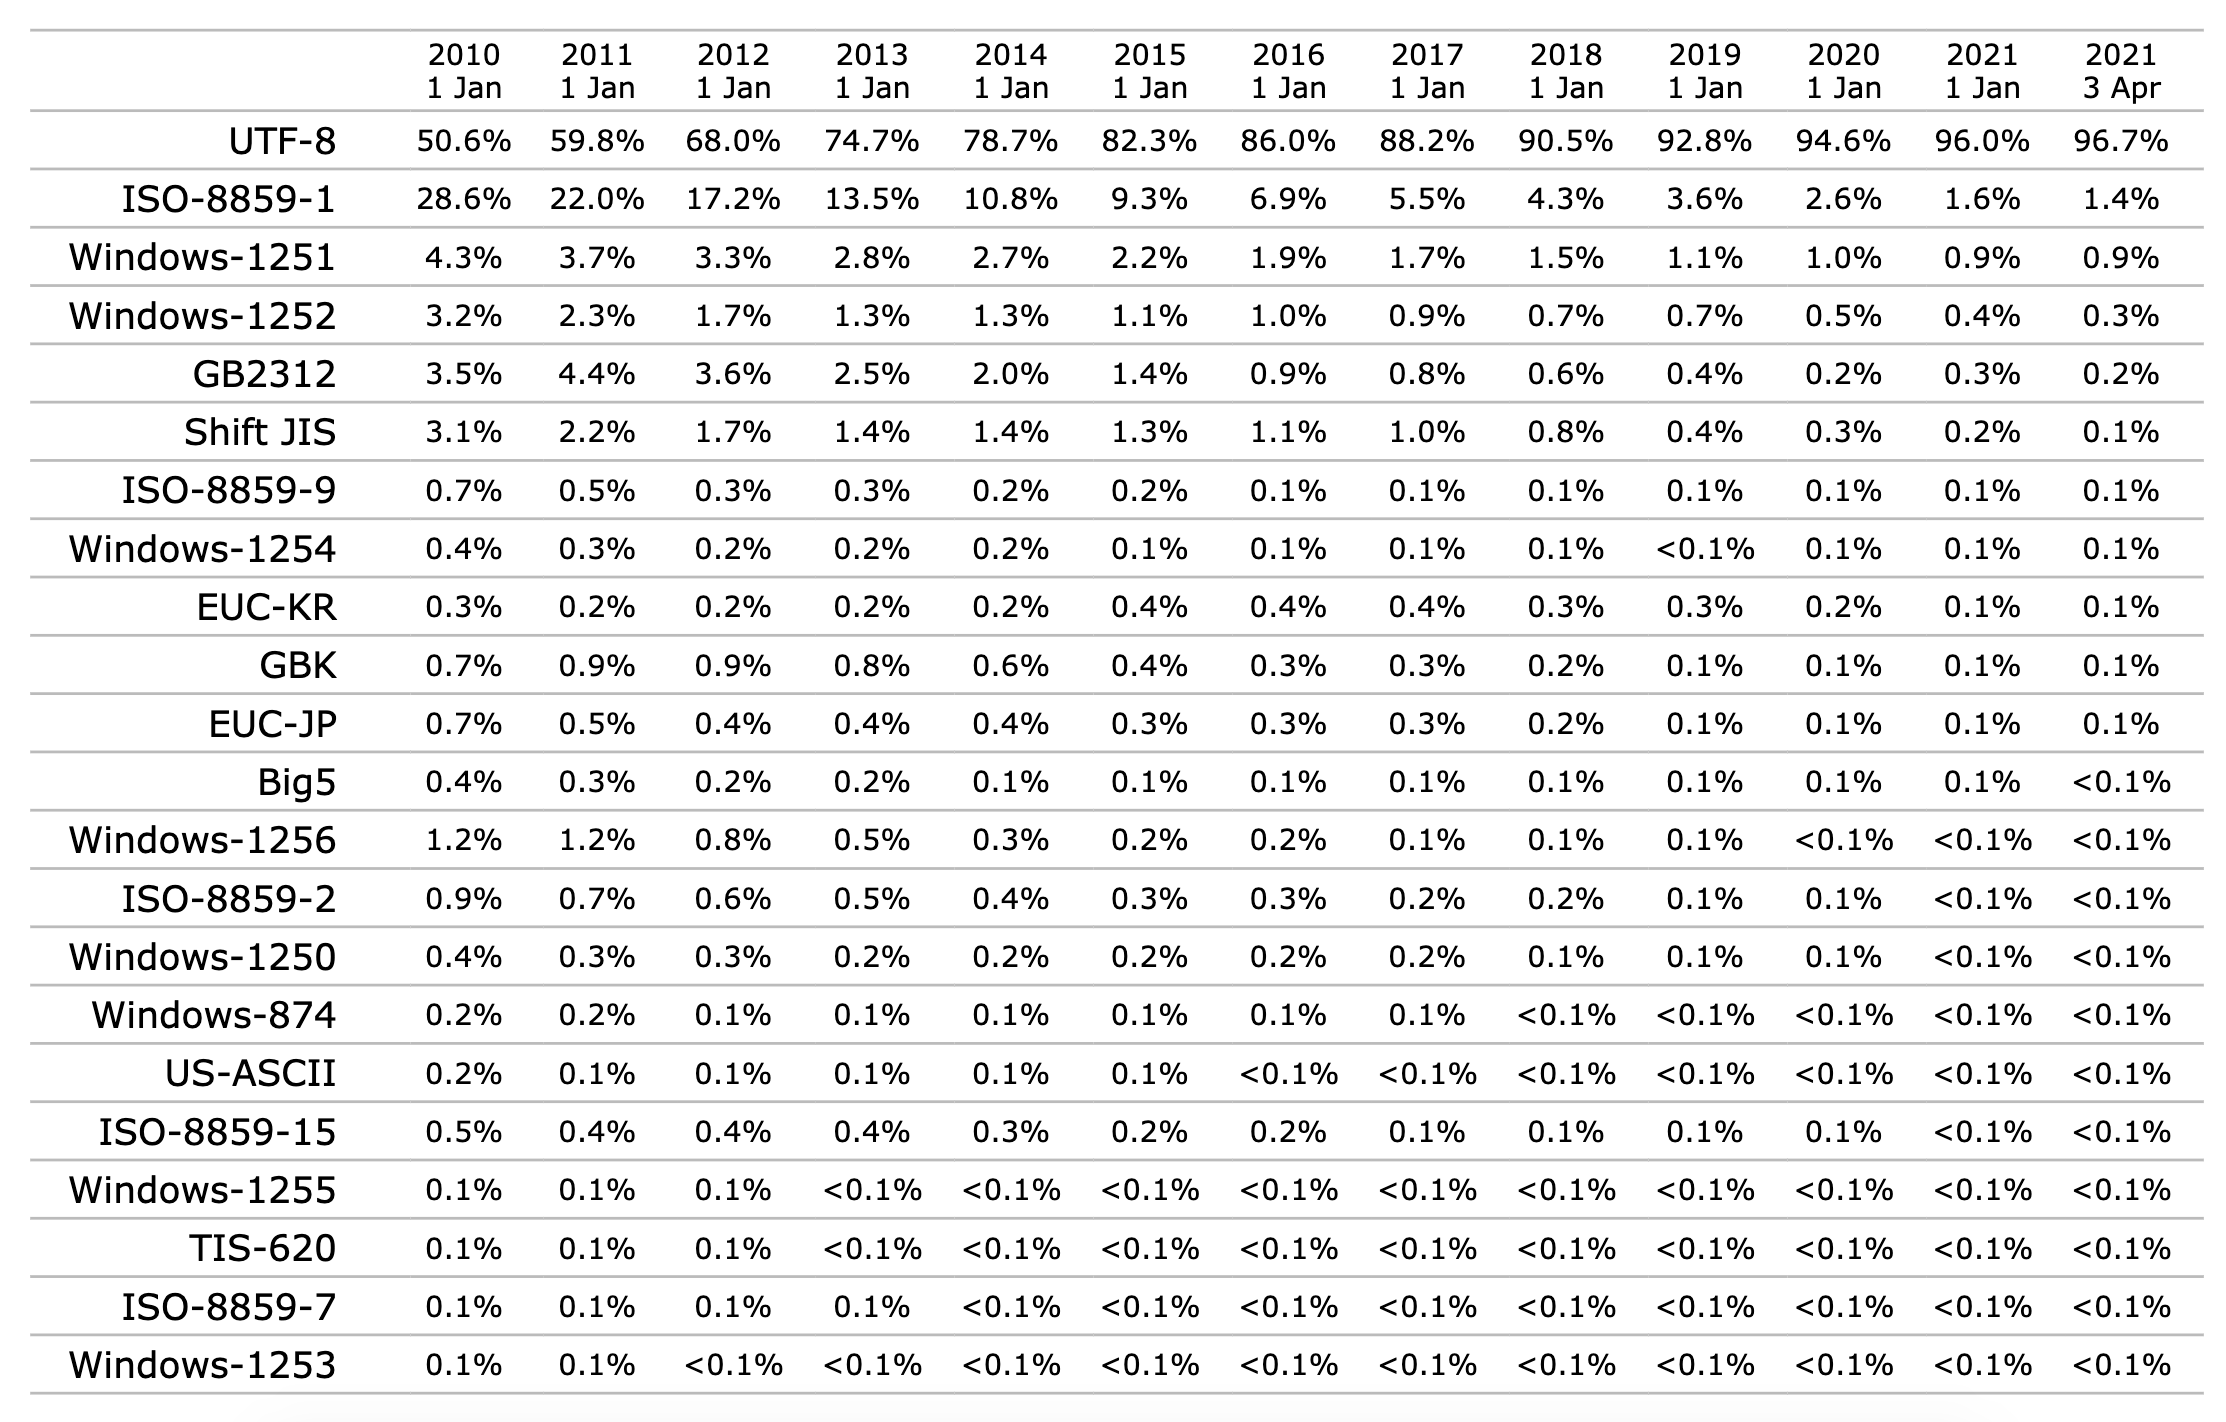 2010 2011 2012 2013 2014 2015 2016 2017 2018 2019 2020 2021 2021
1 Jan 1 Jan 1 Jan 1 Jan 1 Jan 1 Jan 1 Jan 1 Jan 1 Jan 1 Jan 1 Jan 1 Jan 3 Apr
UTF-8 50.6% 59.8% 68.0% 74.7% 78.7% 82.3% 86.0% 88.2% 90.5% 92.8% 94.6% 96.0% 96.7%
ISO-8859-1 28.6% 22.0% 17.2% 13.5% 10.8% 9.3% 6.9% 5.5% 4.3% 3.6% 2.6% 1.6% 1.4%
Windows-1251 4.3% 3.7% 3.3% 2.8% 2.7% 2.2% 1.9% 1.7% 1.5% 1.1% 1.0% 0.9% 0.9%
Windows-1252 3.2% 2.3% 1.7% 1.3% 1.3% 1.1% 1.0% 0.9% 0.7% 0.7% 0.5% 0.4% 0.3%
GB2312 3.5% 4.4% 3.6% 2.5% 2.0% 1.4% 0.9% 0.8% 0.6% 0.4% 0.2% 0.3% 0.2%
Shift JIS 3.1% 2.2% 1.7% 1.4% 1.4% 1.3% 1.1% 1.0% 0.8% 0.4% 0.3% 0.2% 0.1%
ISO-8859-9 0.7% 0.5% 0.3% 0.3% 0.2% 0.2% 0.1% 0.1% 0.1% 0.1% 0.1% 0.1% 0.1%
Windows-1254 0.4% 0.3% 0.2% 0.2% 0.2% 0.1% 0.1% 0.1% 0.1% <0.1% 0.1% 0.1% 0.1%
EUC-KR 0.3% 0.2% 0.2% 0.2% 0.2% 0.4% 0.4% 0.4% 0.3% 0.3% 0.2% 0.1% 0.1%
GBK 0.7% 0.9% 0.9% 0.8% 0.6% 0.4% 0.3% 0.3% 0.2% 0.1% 0.1% 0.1% 0.1%
EUC-JP 0.7% 0.5% 0.4% 0.4% 0.4% 0.3% 0.3% 0.3% 0.2% 0.1% 0.1% 0.1% 0.1%
Big5 0.4% 0.3% 0.2% 0.2% 0.1% 0.1% 0.1% 0.1% 0.1% 0.1% 0.1% 0.1% <0.1%
Windows-1256 1.2% 1.2% 0.8% 0.5% 0.3% 0.2% 0.2% 0.1% 0.1% 0.1% <0.1% <0.1% <0.1%
ISO-8859-2 0.9% 0.7% 0.6% 0.5% 0.4% 0.3% 0.3% 0.2% 0.2% 0.1% 0.1% <0.1% <0.1%
Windows-1250 0.4% 0.3% 0.3% 0.2% 0.2% 0.2% 0.2% 0.2% 0.1% 0.1% 0.1% <0.1% <0.1%
Windows-874 0.2% 0.2% 0.1% 0.1% 0.1% 0.1% 0.1% 0.1% <0.1% <0.1% <0.1% <0.1% <0.1%
US-ASCII 0.2% 0.1% 0.1% 0.1% 0.1% 0.1% <0.1% <0.1% <0.1% <0.1% <0.1% <0.1% <0.1%
ISO-8859-15 0.5% 0.4% 0.4% 0.4% 0.3% 0.2% 0.2% 0.1% 0.1% 0.1% 0.1% <0.1% <0.1%
Windows-1255 0.1% 0.1% 0.1% <0.1% <0.1% <0.1% <0.1% <0.1% <0.1% <0.1% <0.1% <0.1% <0.1%
TIS-620 0.1% 0.1% 0.1% <0.1% <0.1% <0.1% <0.1% <0.1% <0.1% <0.1% <0.1% <0.1% <0.1%
ISO-8859-7 0.1% 0.1% 0.1% 0.1% <0.1% <0.1% <0.1% <0.1% <0.1% <0.1% <0.1% <0.1% <0.1%
Windows-1253 0.1% 0.1% <0.1% <0.1% <0.1% <0.1% <0.1% <0.1% <0.1% <0.1% <0.1% <0.1% <0.1%